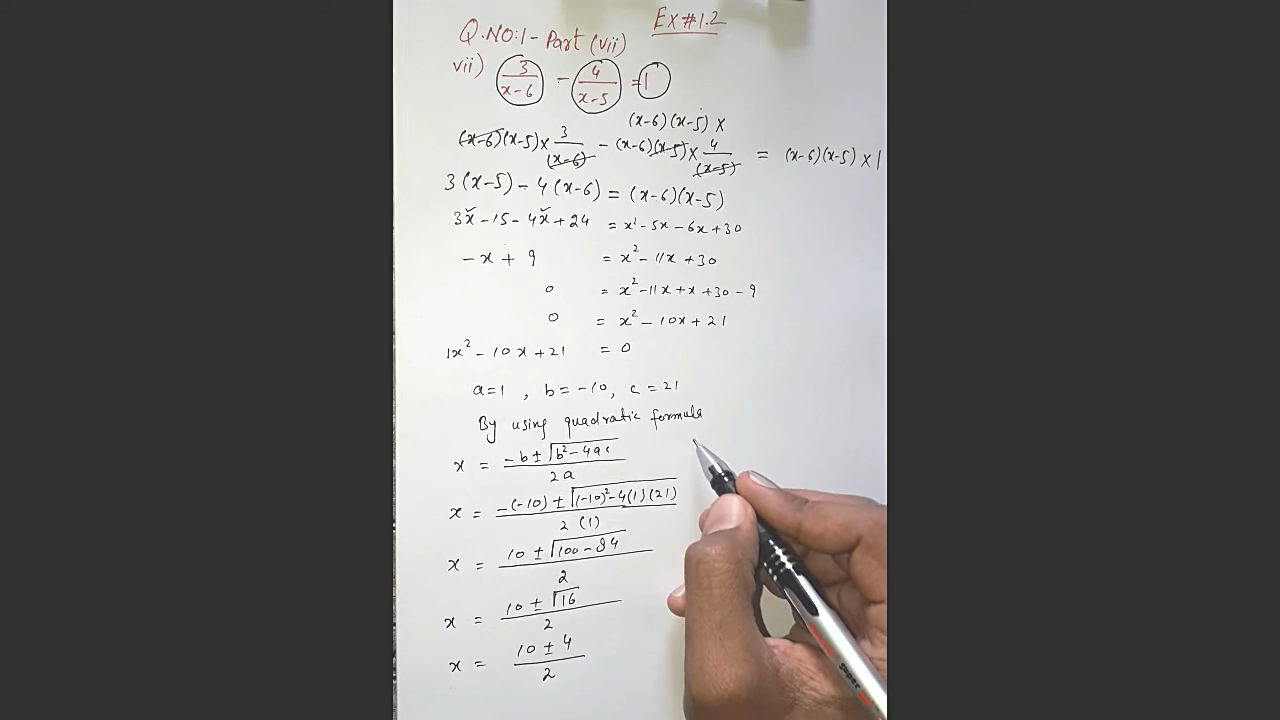 Ex#1.2
Q.NO:1- Part (vii)
vii) 3/(x-6) - 4/(x-5) =1
(x-6)(x-5) x
(x-6)(x-5)x 3/(x-6) - (x-6)(x-5)x 4/(x-5) = (x-6)(x-5) x 1
3(x-5) - 4(x-6) = (x-6)(x-5)
3x -15 - 4x +24 = x² - 5x - 6x +30
-x + 9 = x² - 11x +30
0 = x² -11x +x +30 - 9
0 = x² - 10x +21
1x² - 10x +21 = 0
a=1 , b=-10, c=21
By using quadratic formula
x = (-b ± √(b² - 4ac))/2a
x = (-(-10) ± √((-10)² - 4(1)(21)))/2(1)
x = (10 ± √(100 - 84))/2
x = (10 ± √16)/2
x = (10 ± 4)/2
super